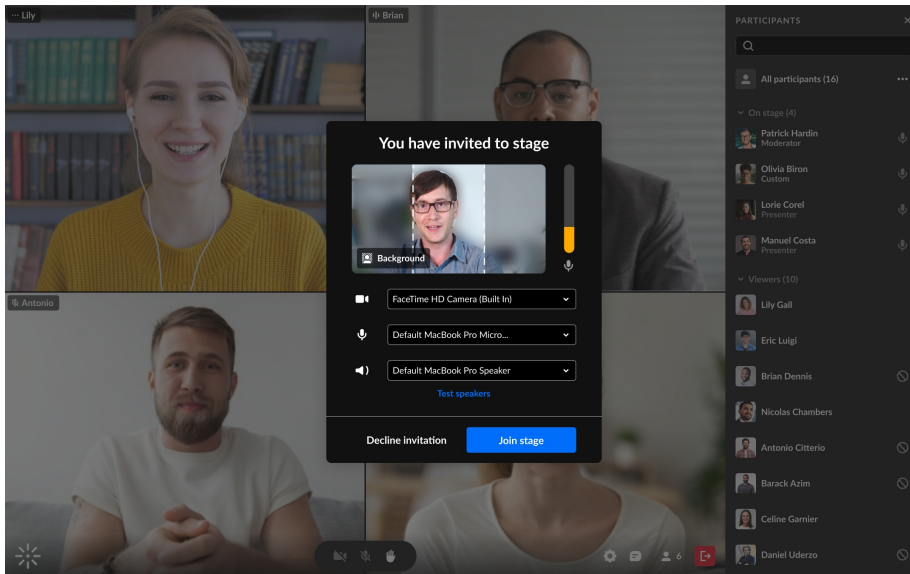 Lily
Brian
PARTICIPANTS
All participants (16)
On stage (4)
Patrick Hardin
Moderator
Olivia Biron
Custom
Lorie Corel
Presenter
Manuel Costa
Presenter
Viewers (10)
Lily Gall
Eric Luigi
Brian Dennis
Nicolas Chambers
Antonio Citterio
Barack Azim
Celine Garnier
Daniel Uderzo
You have invited to stage
Background
FaceTime HD Camera (Built In)
Default MacBook Pro Micro...
Default MacBook Pro Speaker
Test speakers
Decline invitation
Join stage
Antonio
6